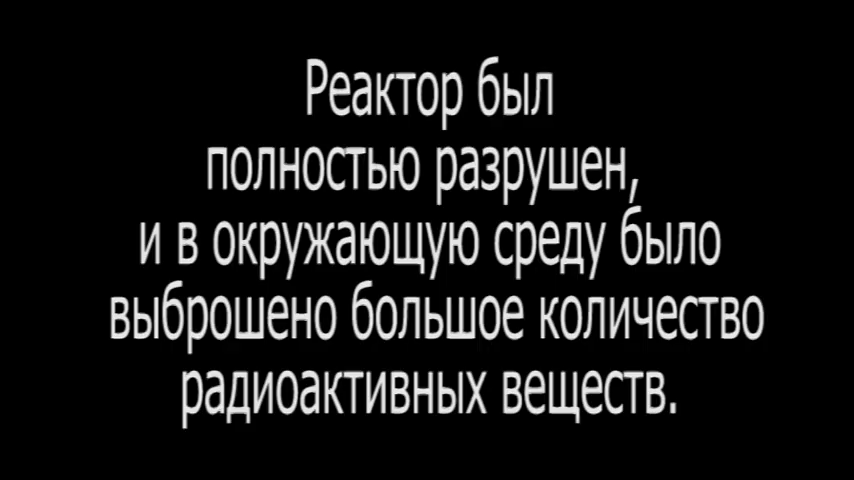 Реактор был
полностью разрушен,
и в окружающую среду было
выброшено большое количество
радиоактивных веществ.